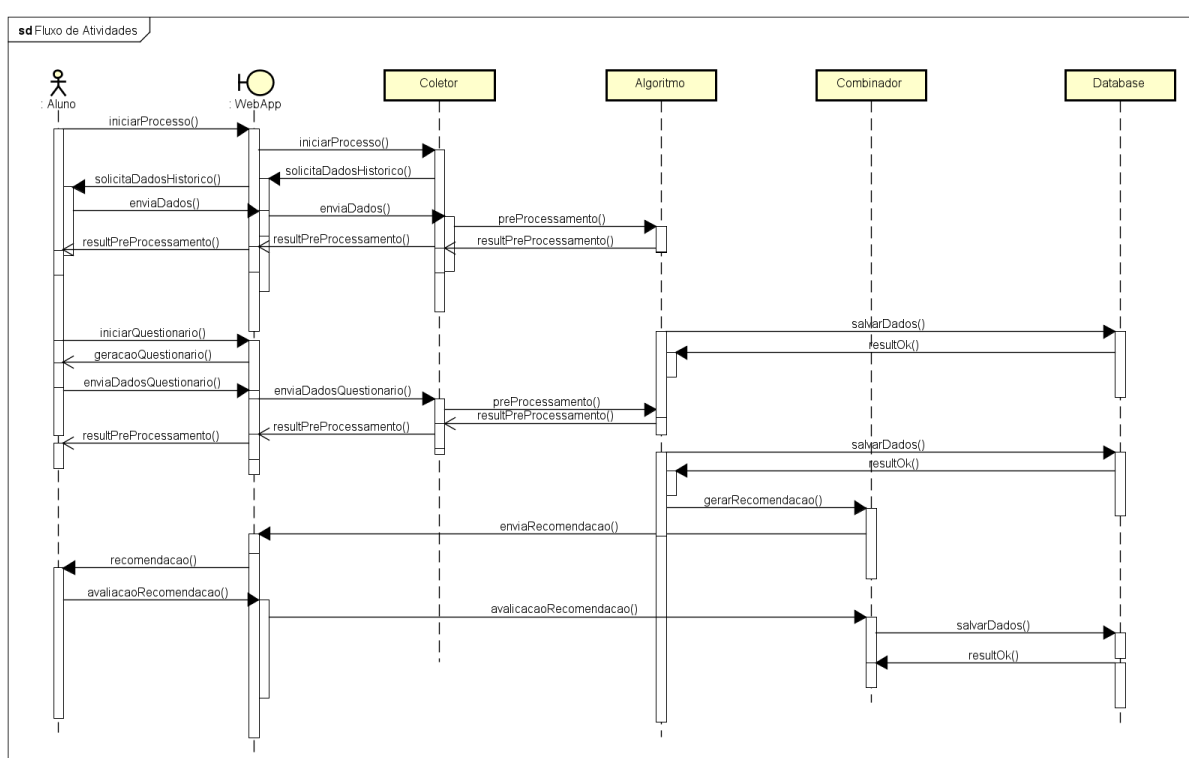 sd Fluxo de Atividades
: Aluno
: WebApp
Coletor
Algoritmo
Combinador
Database
iniciarProcesso()
iniciarProcesso()
solicitaDadosHistorico()
solicitaDadosHistorico()
enviaDados()
enviaDados()
preProcessamento()
resultPreProcessamento()
resultPreProcessamento()
resultPreProcessamento()
iniciarQuestionario()
salvarDados()
geracaoQuestionario()
resultOk()
enviaDadosQuestionario()
enviaDadosQuestionario()
preProcessamento()
resultPreProcessamento()
resultPreProcessamento()
resultPreProcessamento()
salvarDados()
resultOk()
gerarRecomendacao()
enviaRecomendacao()
recomendacao()
avaliacaoRecomendacao()
avalicacaoRecomendacao()
salvarDados()
resultOk()